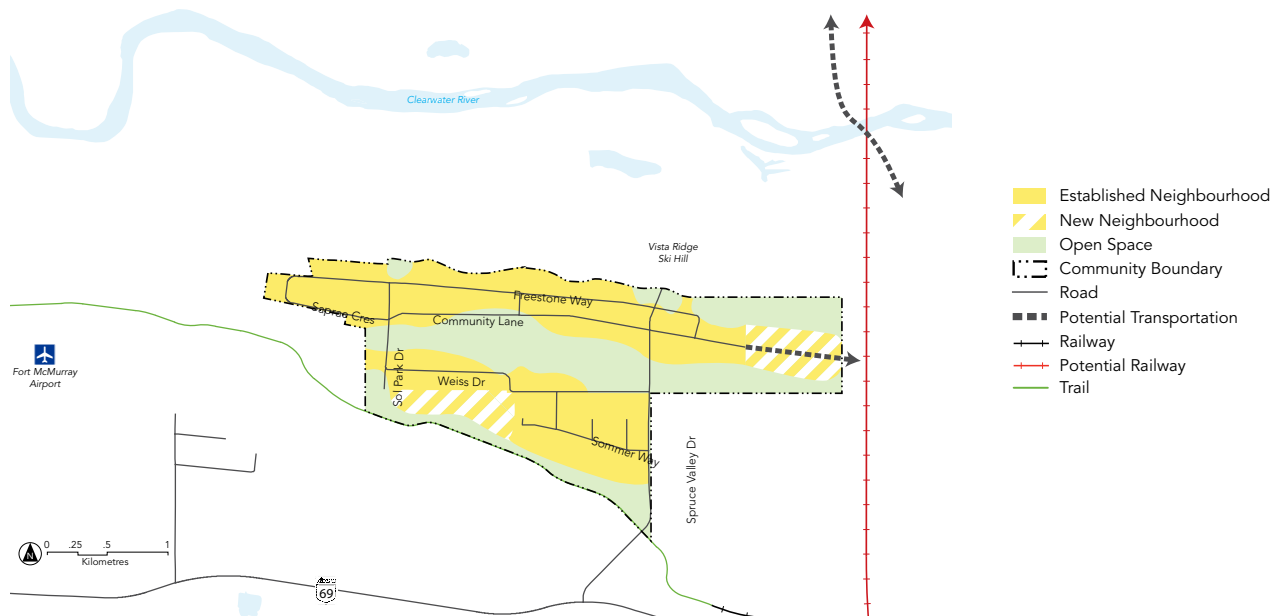 Clearwater River
Vista Ridge
Ski Hill
Freestone Way
Saprae Cres
Community Lane
Sol Park Dr
Weiss Dr
Sommer Way
Spruce Valley Dr
Fort McMurray
Airport
N
0 .25 .5 1
Kilometres
69
Established Neighbourhood
New Neighbourhood
Open Space
Community Boundary
Road
Potential Transportation
Railway
Potential Railway
Trail